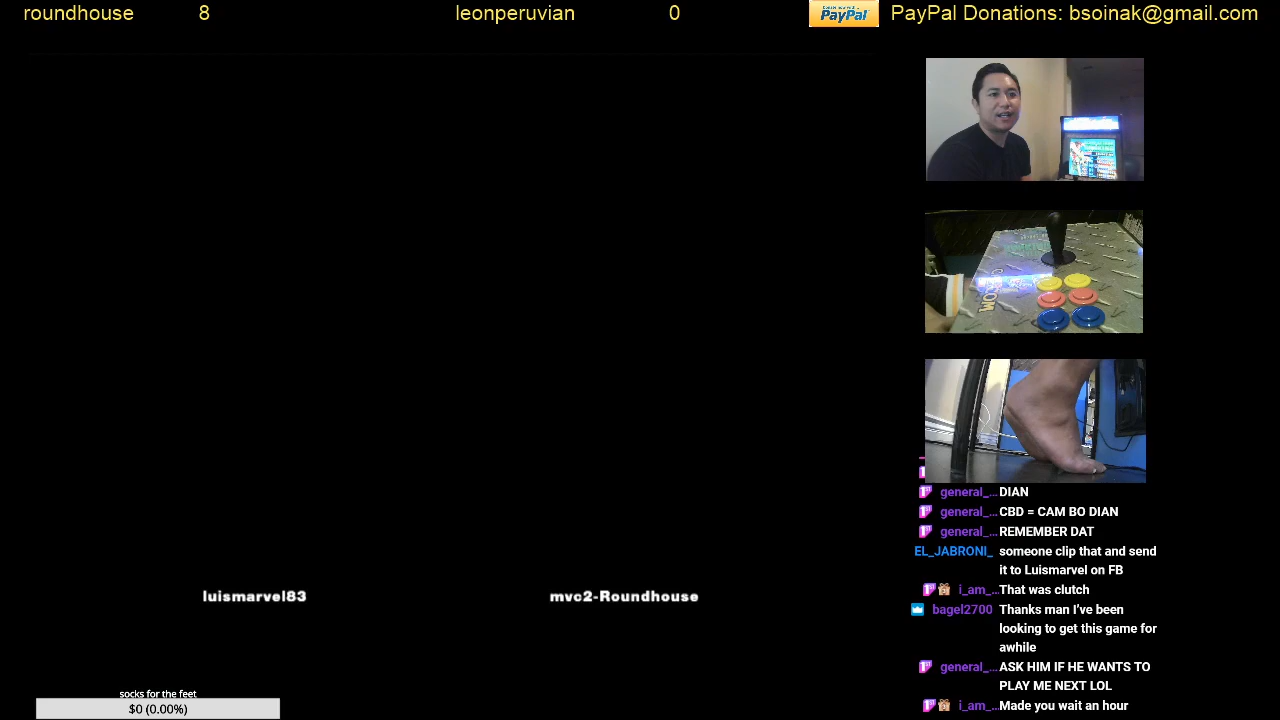 roundhouse 8 leonperuvian 0 PayPal PayPal Donations: bsoinak@gmail.com
general_... DIAN
general_... CBD = CAM BO DIAN
general_... REMEMBER DAT
EL_JABRONI_ someone clip that and send
it to Luismarvel on FB
i_am_... That was clutch
bagel2700 Thanks man I've been
looking to get this game for
awhile
general_... ASK HIM IF HE WANTS TO
PLAY ME NEXT LOL
i_am_... Made you wait an hour
luismarvel83 mvc2-Roundhouse
socks for the feet
$0 (0.00%)